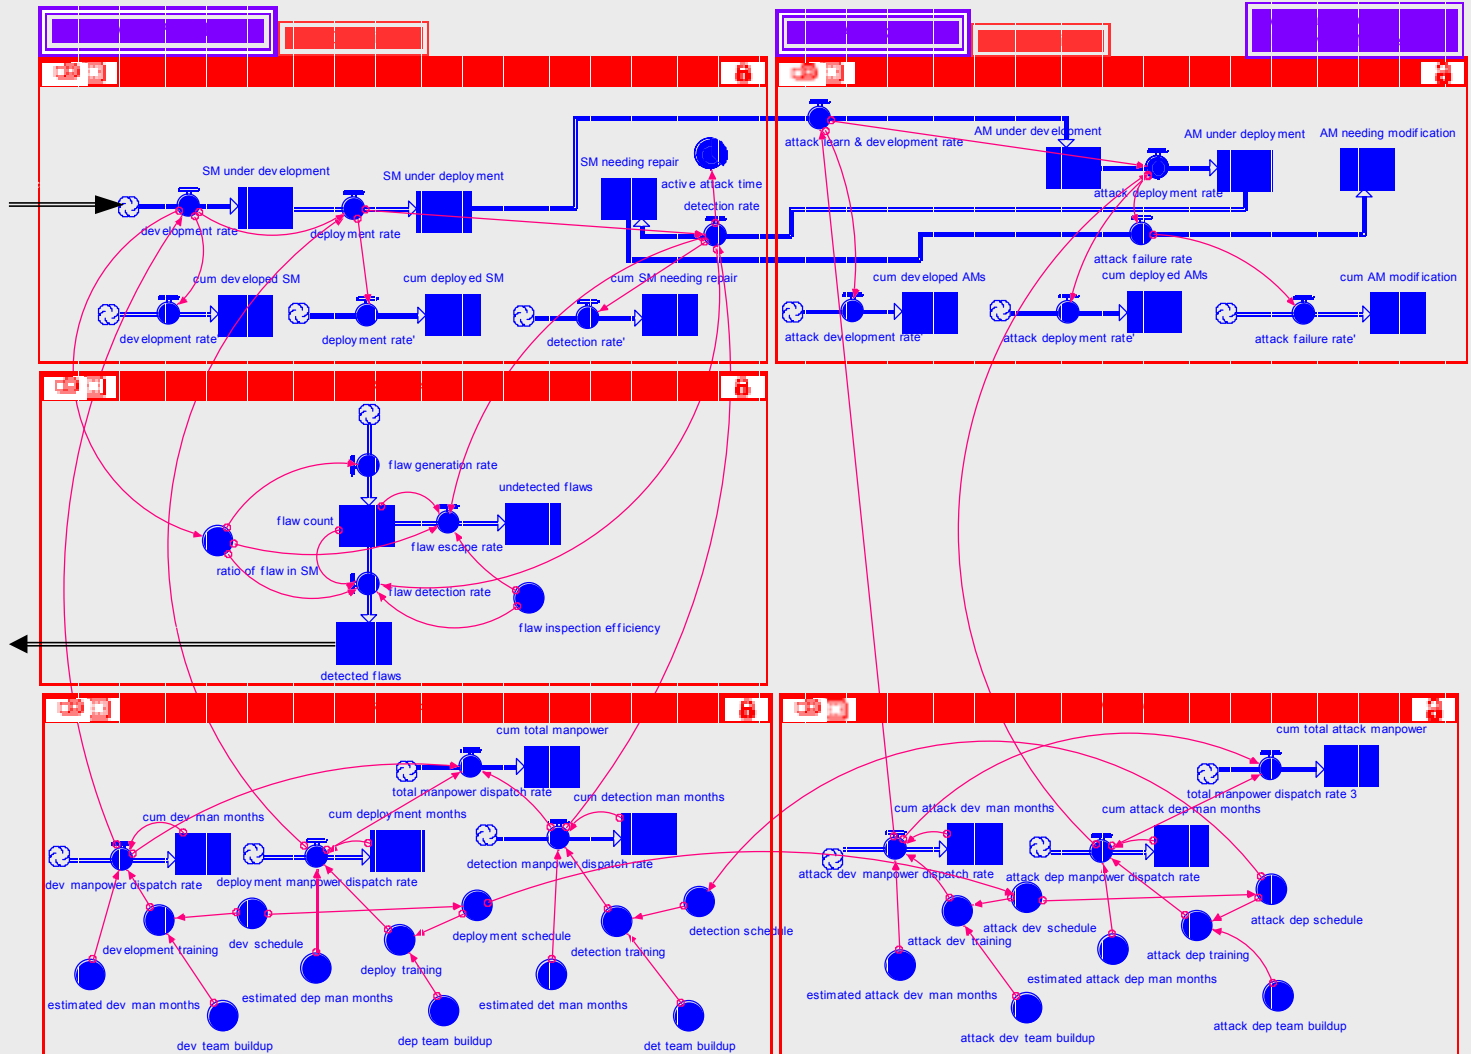 AM under development
AM under deployment
AM needing modification
attack learn & development rate
SM needing repair
SM under development
SM under deployment
active attack time
attack deployment rate
detection rate
development rate
deployment rate
attack failure rate
cum developed SM
cum deployed SM
cum SM needing repair
cum developed AMs
cum deployed AMs
cum AM modification
development rate'
deployment rate'
detection rate'
attack development rate'
attack deployment rate'
attack failure rate'
flaw generation rate
undetected flaws
flaw count
flaw escape rate
ratio of flaw in SM
flaw detection rate
flaw inspection efficiency
detected flaws
cum total manpower
cum total attack manpower
total manpower dispatch rate
total manpower dispatch rate 3
cum detection man months
cum dev man months
cum deployment months
cum attack dev man months
cum attack dep man months
detection manpower dispatch rate
dev manpower dispatch rate
deployment manpower dispatch rate
attack dev manpower dispatch rate
attack dep manpower dispatch rate
development training
dev schedule
deployment schedule
detection training
detection schedule
attack dev training
attack dev schedule
attack dep schedule
attack dep training
deploy training
estimated dev man months
estimated dep man months
estimated det man months
estimated attack dev man months
estimated attack dep man months
dev team buildup
dep team buildup
det team buildup
attack dev team buildup
attack dep team buildup